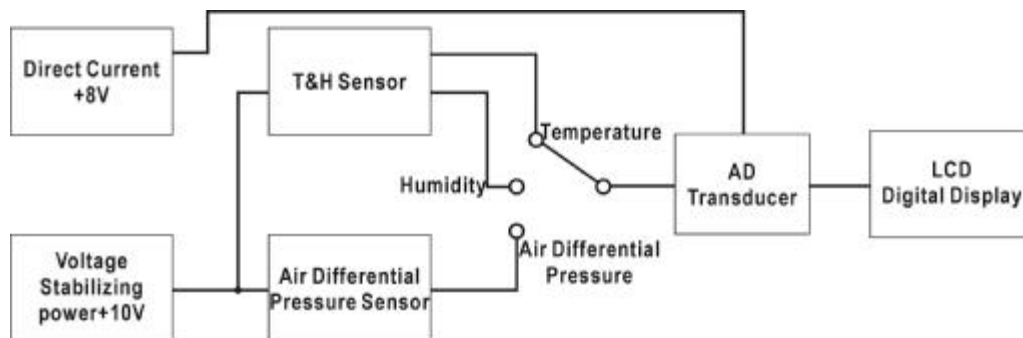 Direct Current
+8V
T&H Sensor
Temperature
Humidity
AD
Transducer
LCD
Digital Display
Voltage
Stabilizing
power+10V
Air Differential
Pressure Sensor
Air Differential
Pressure